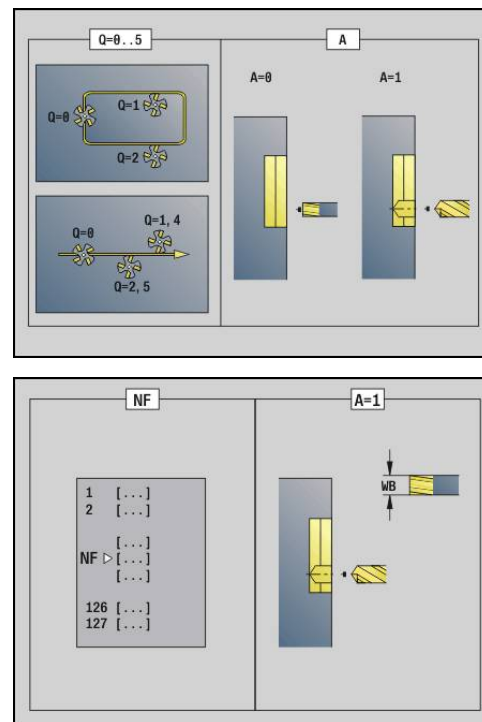 Q=0..5
A
Q=0
Q=1
Q=2
Q=0
Q=1, 4
Q=2, 5
A=0
A=1
NF
A=1
1 [...]
2 [...]
[...]
NF [...]
[...]
126 [...]
127 [...]
WB